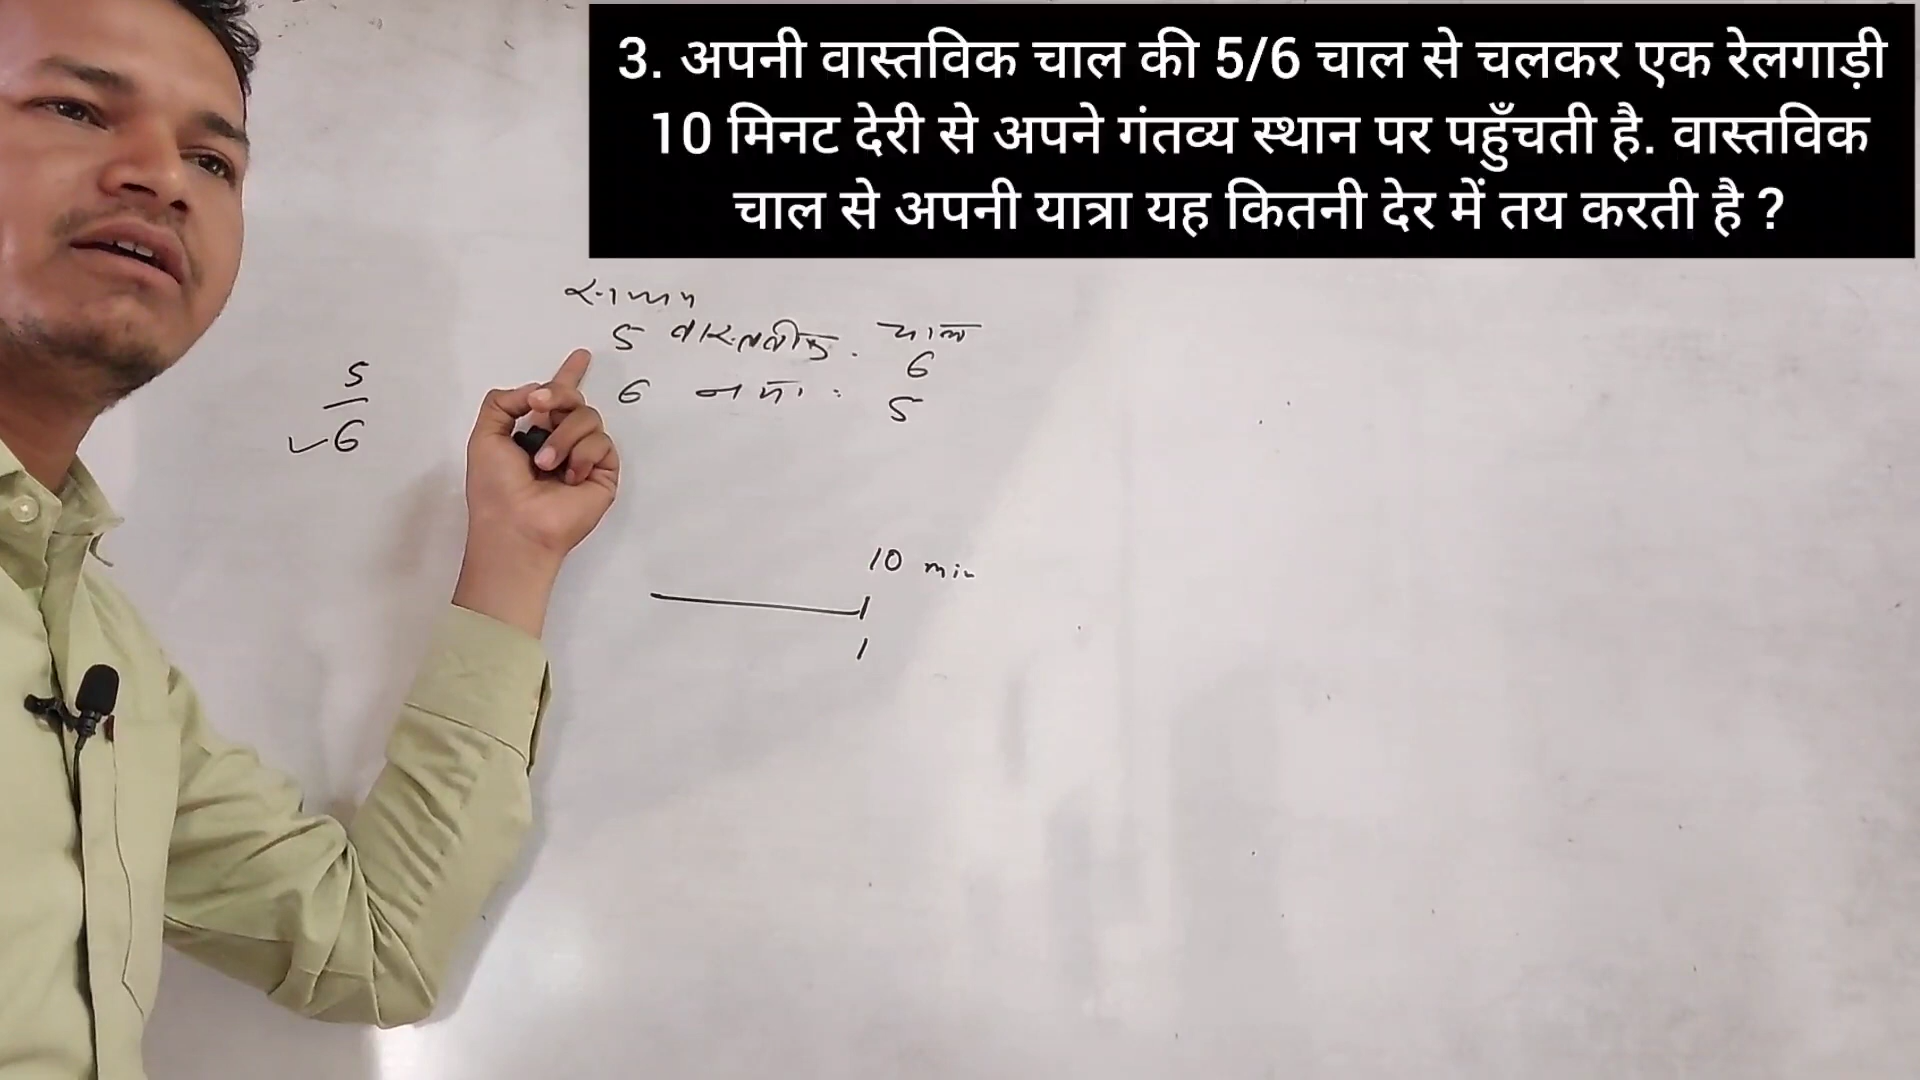 3. अपनी वास्तविक चाल की 5/6 चाल से चलकर एक रेलगाड़ी
10 मिनट देरी से अपने गंतव्य स्थान पर पहुँचती है. वास्तविक
चाल से अपनी यात्रा यह कितनी देर में तय करती है ?
समय
5 वास्तवीक चाल
6
6 नया 5
5
6
10 min
1